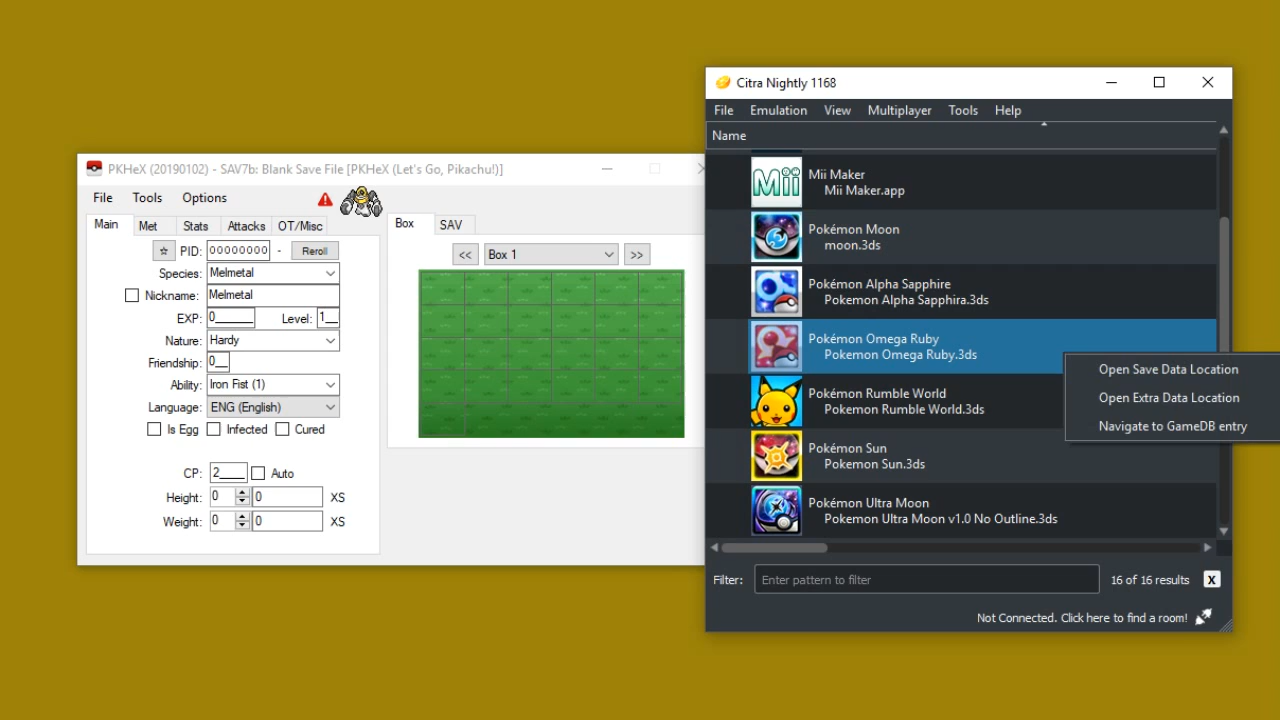 PKHeX (20190102) - SAV7b: Blank Save File [PKHeX (Let's Go, Pikachu!)]
File Tools Options
Main Met Stats Attacks OT/Misc
PID: 00000000 - Reroll
Species: Melmetal
Nickname: Melmetal
EXP: 0_____ Level: 1__
Nature: Hardy
Friendship: 0__
Ability: Iron Fist (1)
Language: ENG (English)
Is Egg Infected Cured
CP: 2____ Auto
Height: 0 0 XS
Weight: 0 0 XS
Box SAV
<< Box 1 >>
Citra Nightly 1168
File Emulation View Multiplayer Tools Help
Name
Mii
Mii Maker
Mii Maker.app
Pokémon Moon
moon.3ds
Pokémon Alpha Sapphire
Pokemon Alpha Sapphira.3ds
Pokémon Omega Ruby
Pokemon Omega Ruby.3ds
Pokémon Rumble World
Pokemon Rumble World.3ds
Pokémon Sun
Pokemon Sun.3ds
Pokémon Ultra Moon
Pokemon Ultra Moon v1.0 No Outline.3ds
Open Save Data Location
Open Extra Data Location
Navigate to GameDB entry
Filter: Enter pattern to filter 16 of 16 results X
Not Connected. Click here to find a room!